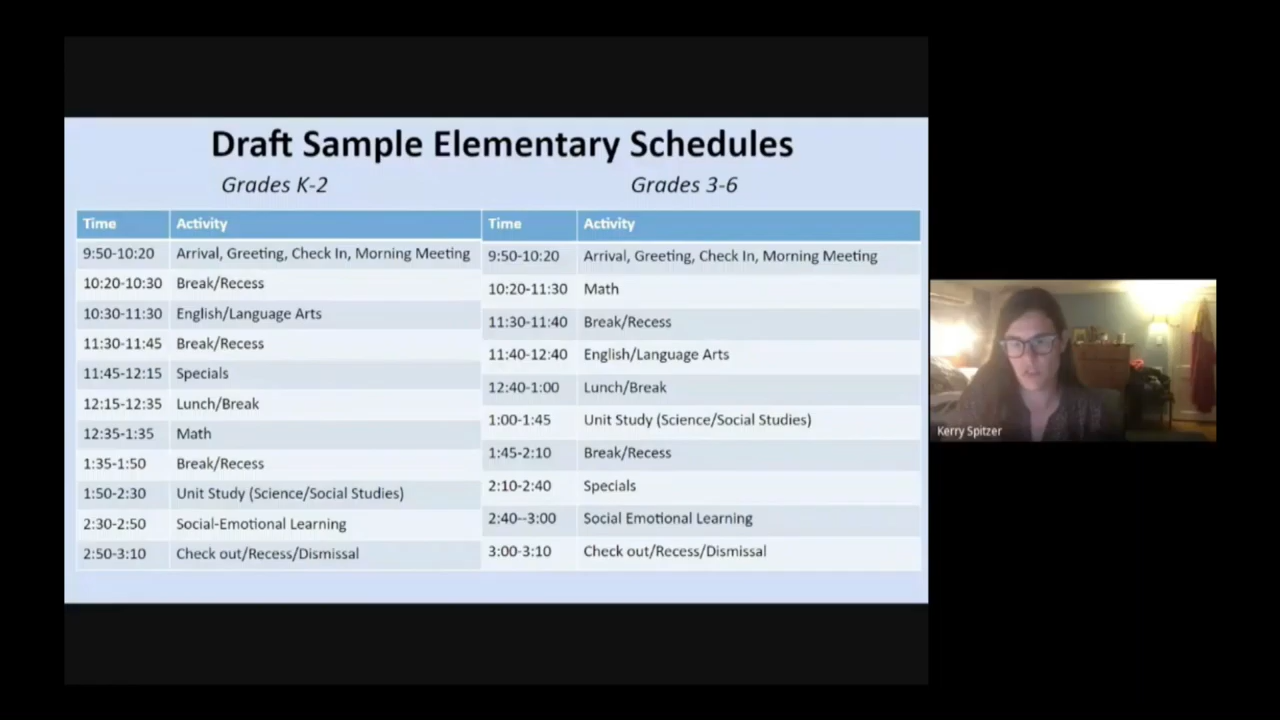 Draft Sample Elementary Schedules
Grades K-2
Time Activity
9:50-10:20 Arrival, Greeting, Check In, Morning Meeting
10:20-10:30 Break/Recess
10:30-11:30 English/Language Arts
11:30-11:45 Break/Recess
11:45-12:15 Specials
12:15-12:35 Lunch/Break
12:35-1:35 Math
1:35-1:50 Break/Recess
1:50-2:30 Unit Study (Science/Social Studies)
2:30-2:50 Social-Emotional Learning
2:50-3:10 Check out/Recess/Dismissal
Grades 3-6
Time Activity
9:50-10:20 Arrival, Greeting, Check In, Morning Meeting
10:20-11:30 Math
11:30-11:40 Break/Recess
11:40-12:40 English/Language Arts
12:40-1:00 Lunch/Break
1:00-1:45 Unit Study (Science/Social Studies)
1:45-2:10 Break/Recess
2:10-2:40 Specials
2:40--3:00 Social Emotional Learning
3:00-3:10 Check out/Recess/Dismissal
Kerry Spitzer